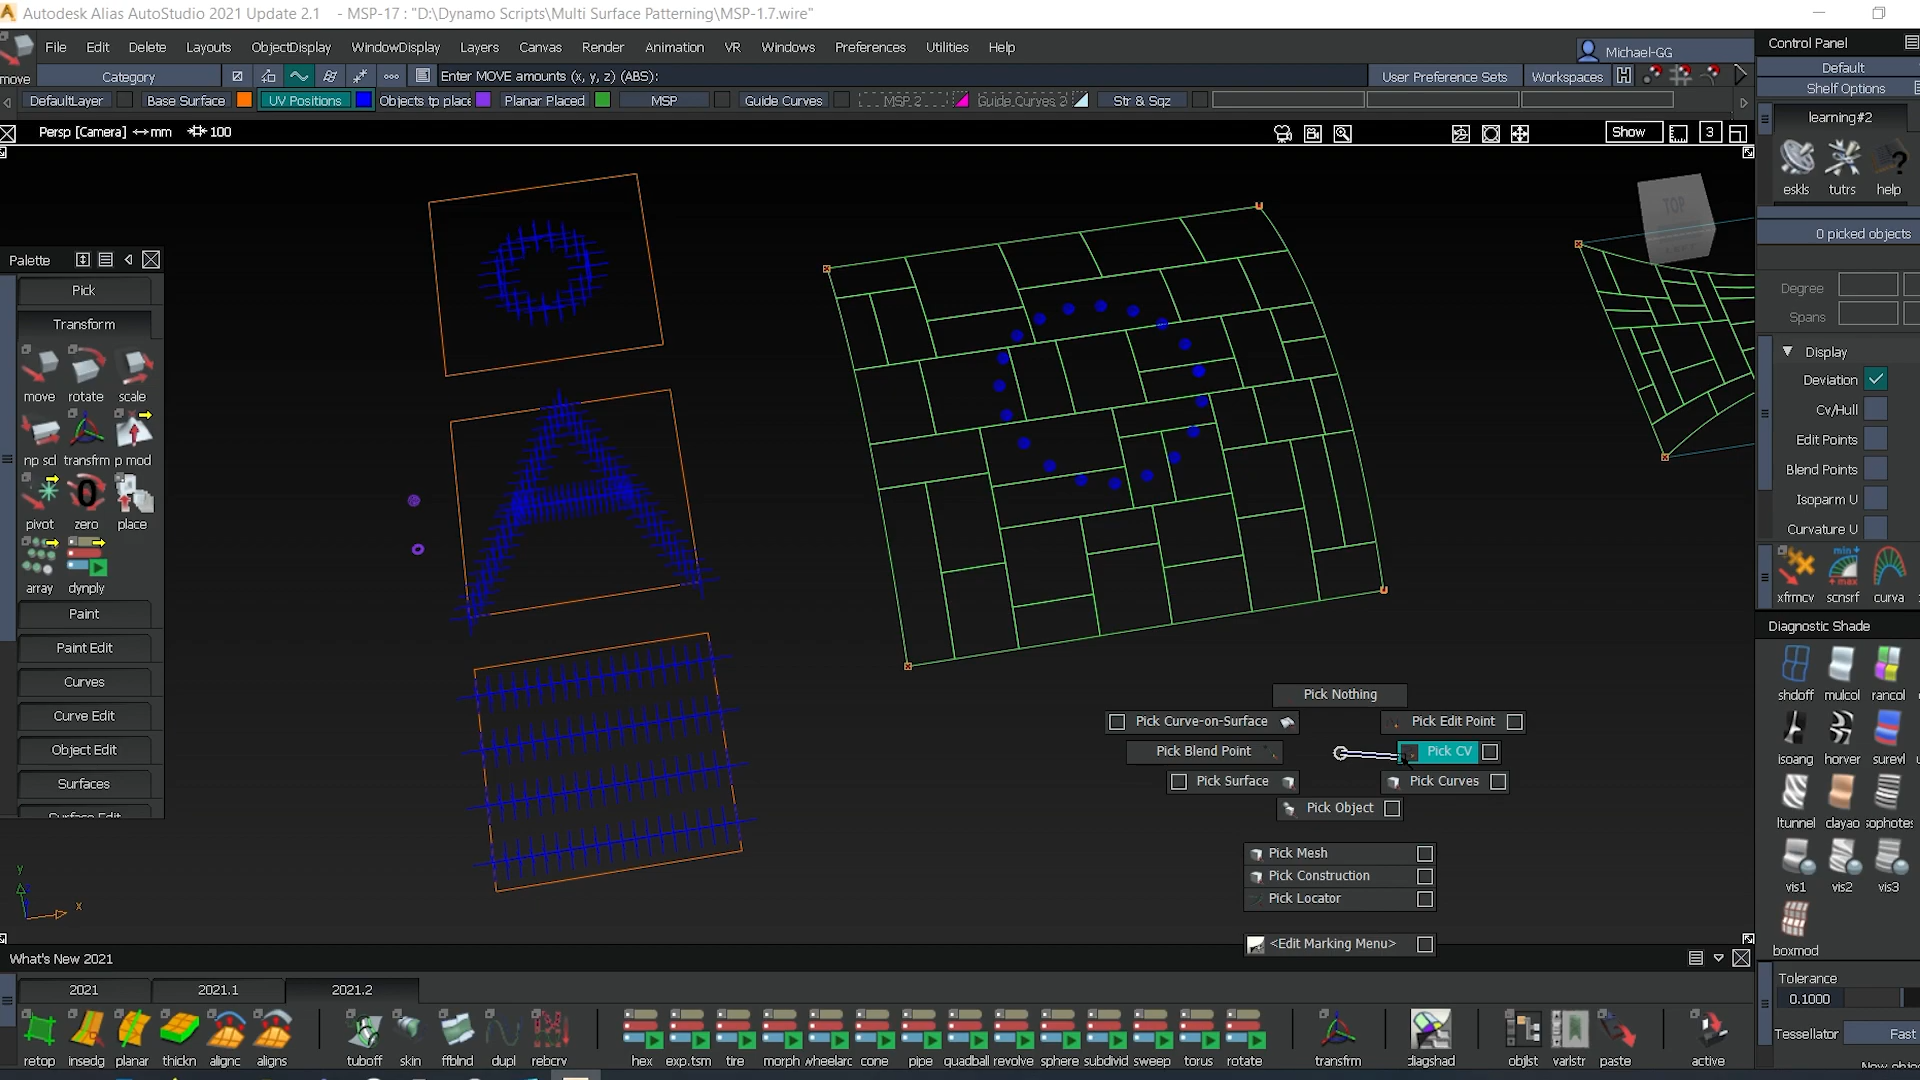 Autodesk Alias AutoStudio 2021 Update 2.1 - MSP-17 : "D:\Dynamo Scripts\Multi Surface Patterning\MSP-1.7.wire"
File Edit Delete Layouts ObjectDisplay WindowDisplay Layers Canvas Render Animation VR Windows Preferences Utilities Help
Michael-GG
Control Panel
move
Category
Enter MOVE amounts (x, y, z) (ABS):
User Preference Sets
Workspaces
Default
Shelf Options
DefaultLayer
Base Surface
UV Positions
Objects tp place
Planar Placed
MSP
Guide Curves
MSP 2
Guide Curves 2
Str & Sqz
learning#2
Persp [Camera] mm 100
Show
3
eskls tutrs help
TOP
0 picked objects
Palette
Pick
Transform
move rotate scale
np scl transfrm p mod
pivot zero place
array dynply
Paint
Paint Edit
Curves
Curve Edit
Object Edit
Surfaces
Surface Edit
Degree
Spans
Display
Deviation
Cv/Hull
Edit Points
Blend Points
Isoparm U
Curvature U
xfrmcv scnsrf curva
Diagnostic Shade
shdoff mulcol rancol
isoang horver surevl
ltunnel clayao sophotes
vis1 vis2 vis3
boxmod
Pick Nothing
Pick Curve-on-Surface
Pick Edit Point
Pick Blend Point
Pick CV
Pick Surface
Pick Curves
Pick Object
Pick Mesh
Pick Construction
Pick Locator
<Edit Marking Menu>
y
x
What's New 2021
2021 2021.1 2021.2
Tolerance
0.1000
Tessellator Fast
retop insedg planar thickn alignc aligns tuboff skin ffblnd dupl rebcrv hex exp.tsm tire morph wheelarc cone pipe quadball revolve sphere subdivid sweep torus rotate transfrm diagshad objlst varlstr paste active